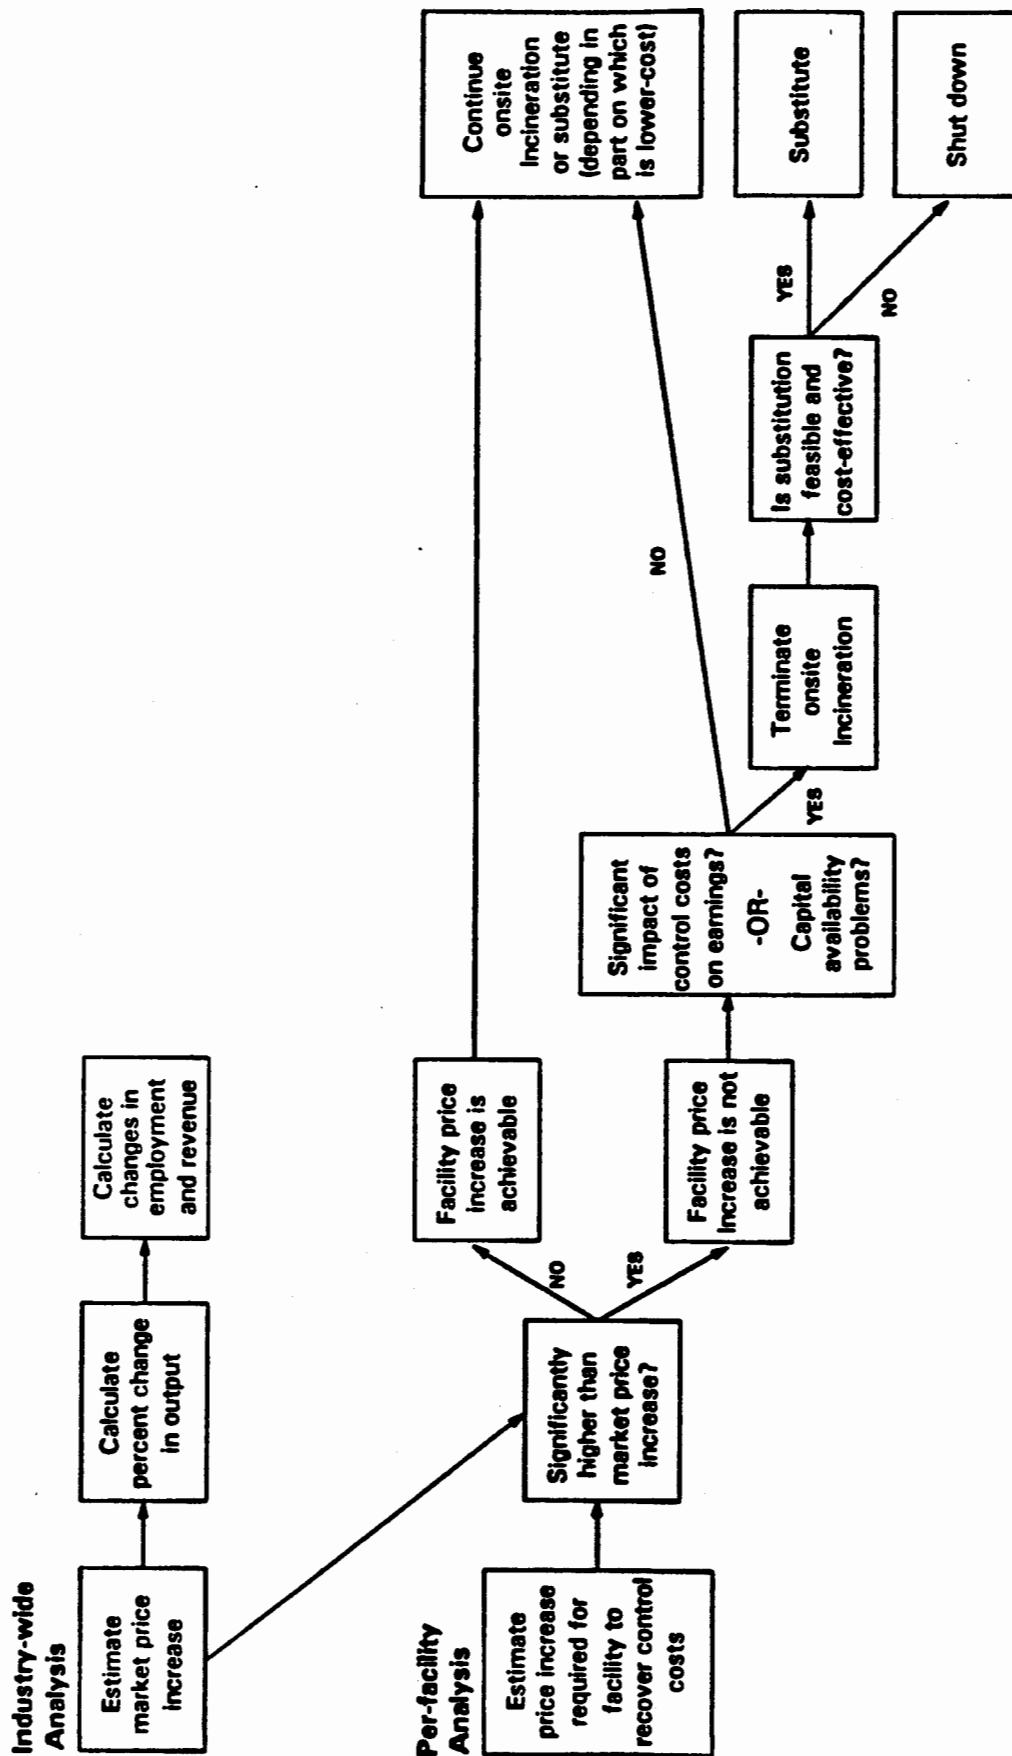 Industry-wide
Analysis
Estimate
market price
increase
Calculate
percent change
in output
Calculate
changes in
employment
and revenue
Per-facility
Analysis
Estimate
price increase
required for
facility to
recover control
costs
Significantly
higher than
market price
increase?
NO
YES
Facility price
increase is
achievable
Facility price
increase is not
achievable
Significant
impact of
control costs
on earnings?
-OR-
Capital
availability
problems?
NO
YES
Terminate
onsite
incineration
Is substitution
feasible and
cost-effective?
YES
NO
Continue
onsite
incineration
or substitute
(depending in
part on which
is lower-cost)
Substitute
Shut down